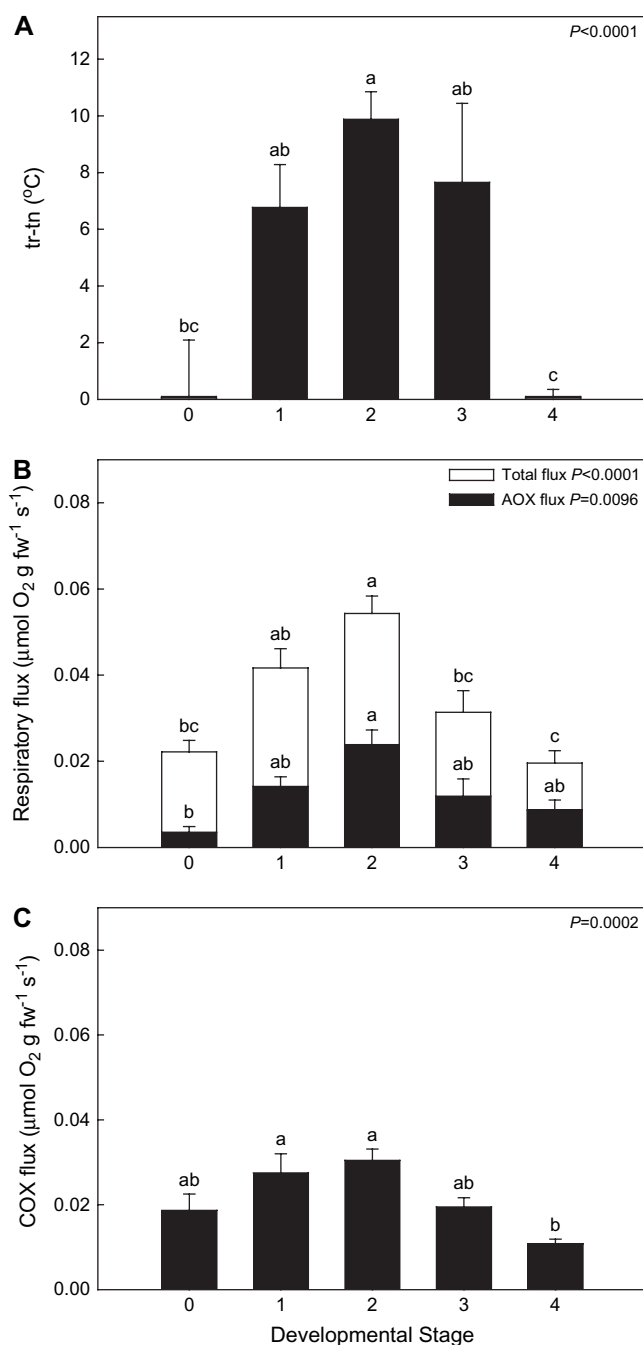 A
P<0.0001
tr-tn (°C)
12
10
8
6
4
2
0
bc
ab
a
ab
c
0 1 2 3 4
B
Total flux P<0.0001
AOX flux P=0.0096
Respiratory flux (µmol O₂ g fw⁻¹ s⁻¹)
0.08
0.06
0.04
0.02
0.00
bc
ab
a
bc
c
b
ab
a
ab
ab
0 1 2 3 4
C
P=0.0002
COX flux (µmol O₂ g fw⁻¹ s⁻¹)
0.08
0.06
0.04
0.02
0.00
ab
a
a
ab
b
0 1 2 3 4
Developmental Stage